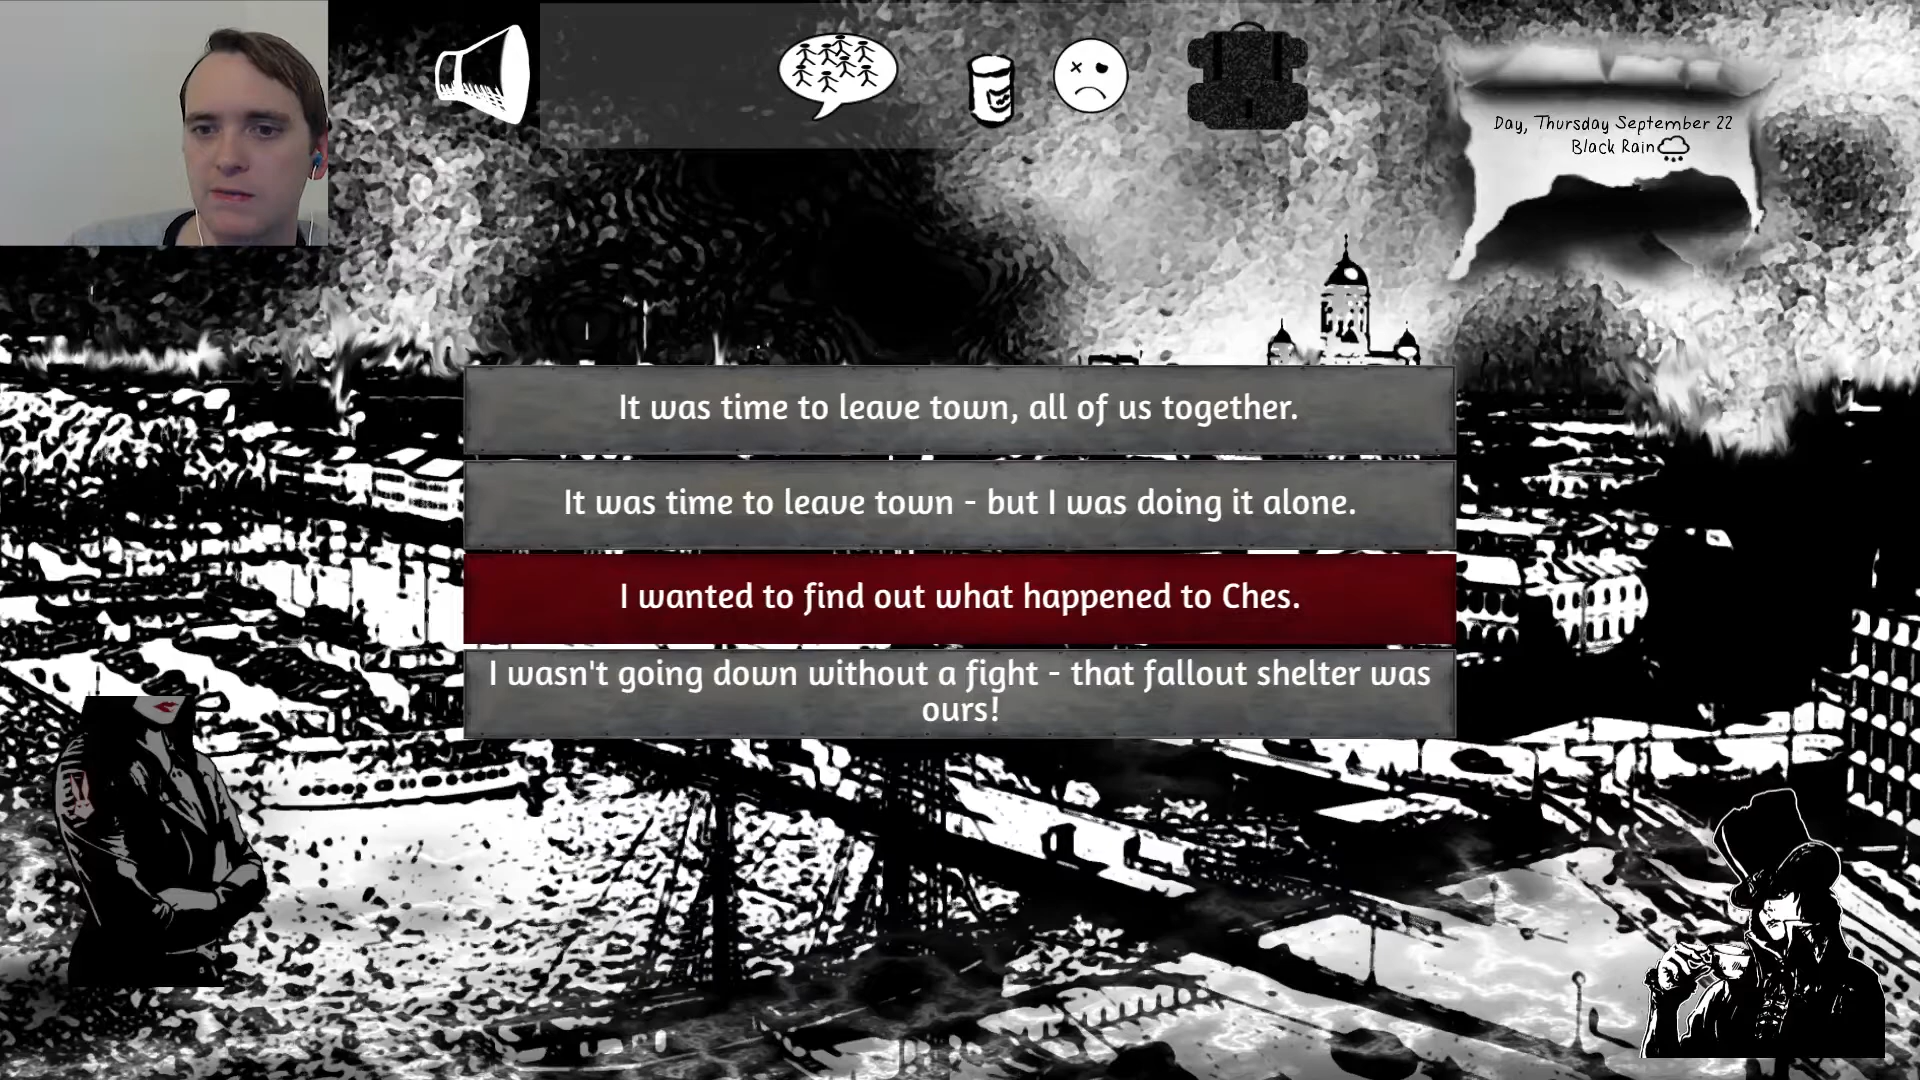 Day, Thursday September 22
Black Rain
It was time to leave town, all of us together.
It was time to leave town - but I was doing it alone.
I wanted to find out what happened to Ches.
I wasn't going down without a fight - that fallout shelter was
ours!